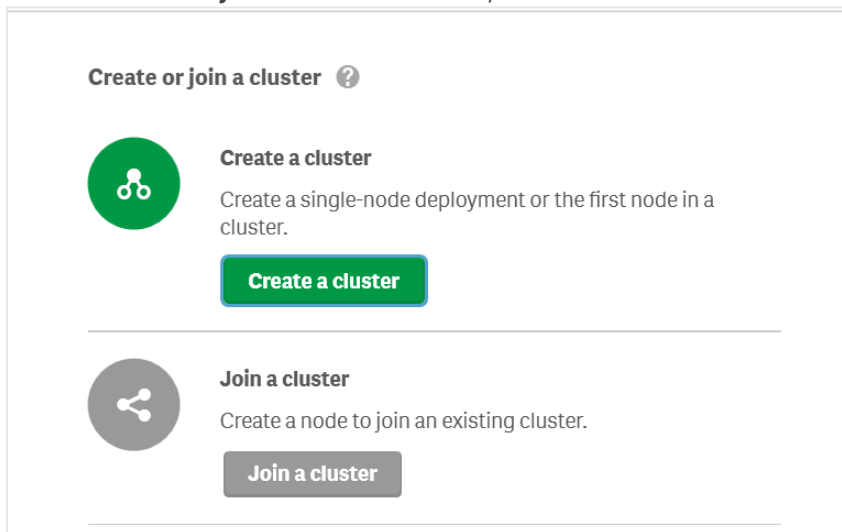 Create or join a cluster ?
Create a cluster
Create a single-node deployment or the first node in a
cluster.
Create a cluster
Join a cluster
Create a node to join an existing cluster.
Join a cluster